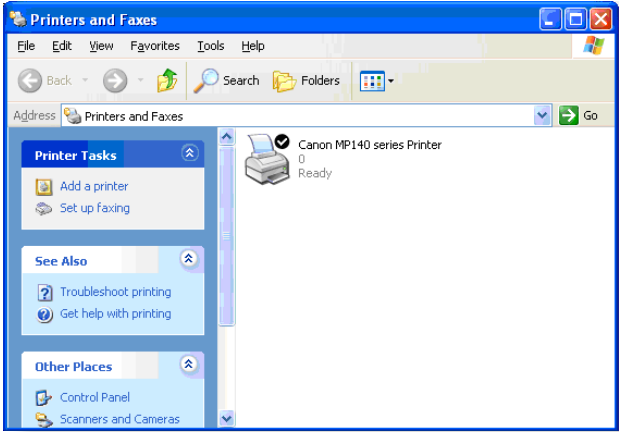 Printers and Faxes
File Edit View Favorites Tools Help
Back Search Folders
Address Printers and Faxes Go
Printer Tasks
Add a printer
Set up faxing
See Also
Troubleshoot printing
Get help with printing
Other Places
Control Panel
Scanners and Cameras
Canon MP140 series Printer
0
Ready